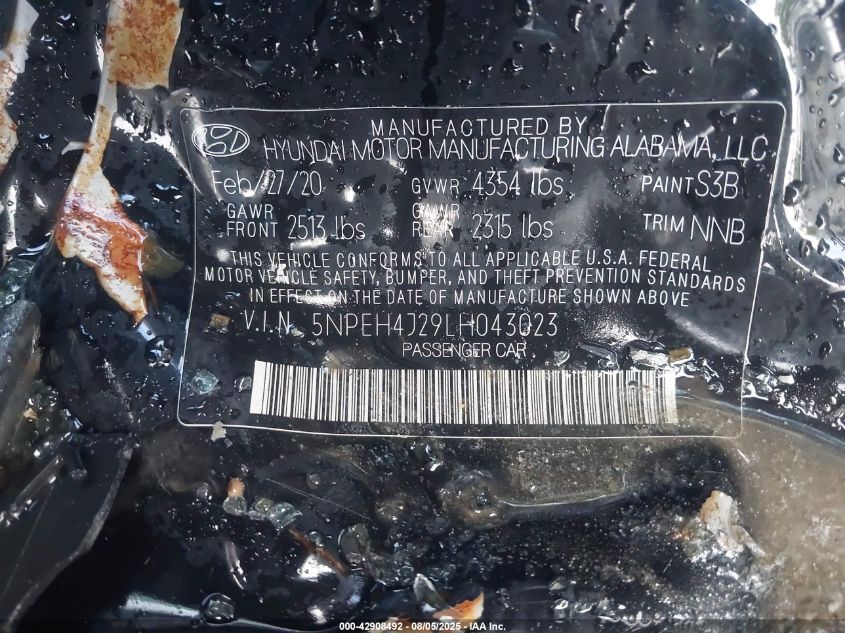 MANUFACTURED BY
HYUNDAI MOTOR MANUFACTURING ALABAMA, LLC
Feb/27/20 GVWR 4354 lbs PAINT S3B
GAWR FRONT 2513 lbs GAWR REAR 2315 lbs TRIM NNB
THIS VEHICLE CONFORMS TO ALL APPLICABLE U.S.A. FEDERAL
MOTOR VEHICLE SAFETY, BUMPER, AND THEFT PREVENTION STANDARDS
IN EFFECT ON THE DATE OF MANUFACTURE SHOWN ABOVE
V.I.N. 5NPEH4J29LH043023
PASSENGER CAR
000-42908492 - 08/05/2025 - © IAA Inc.